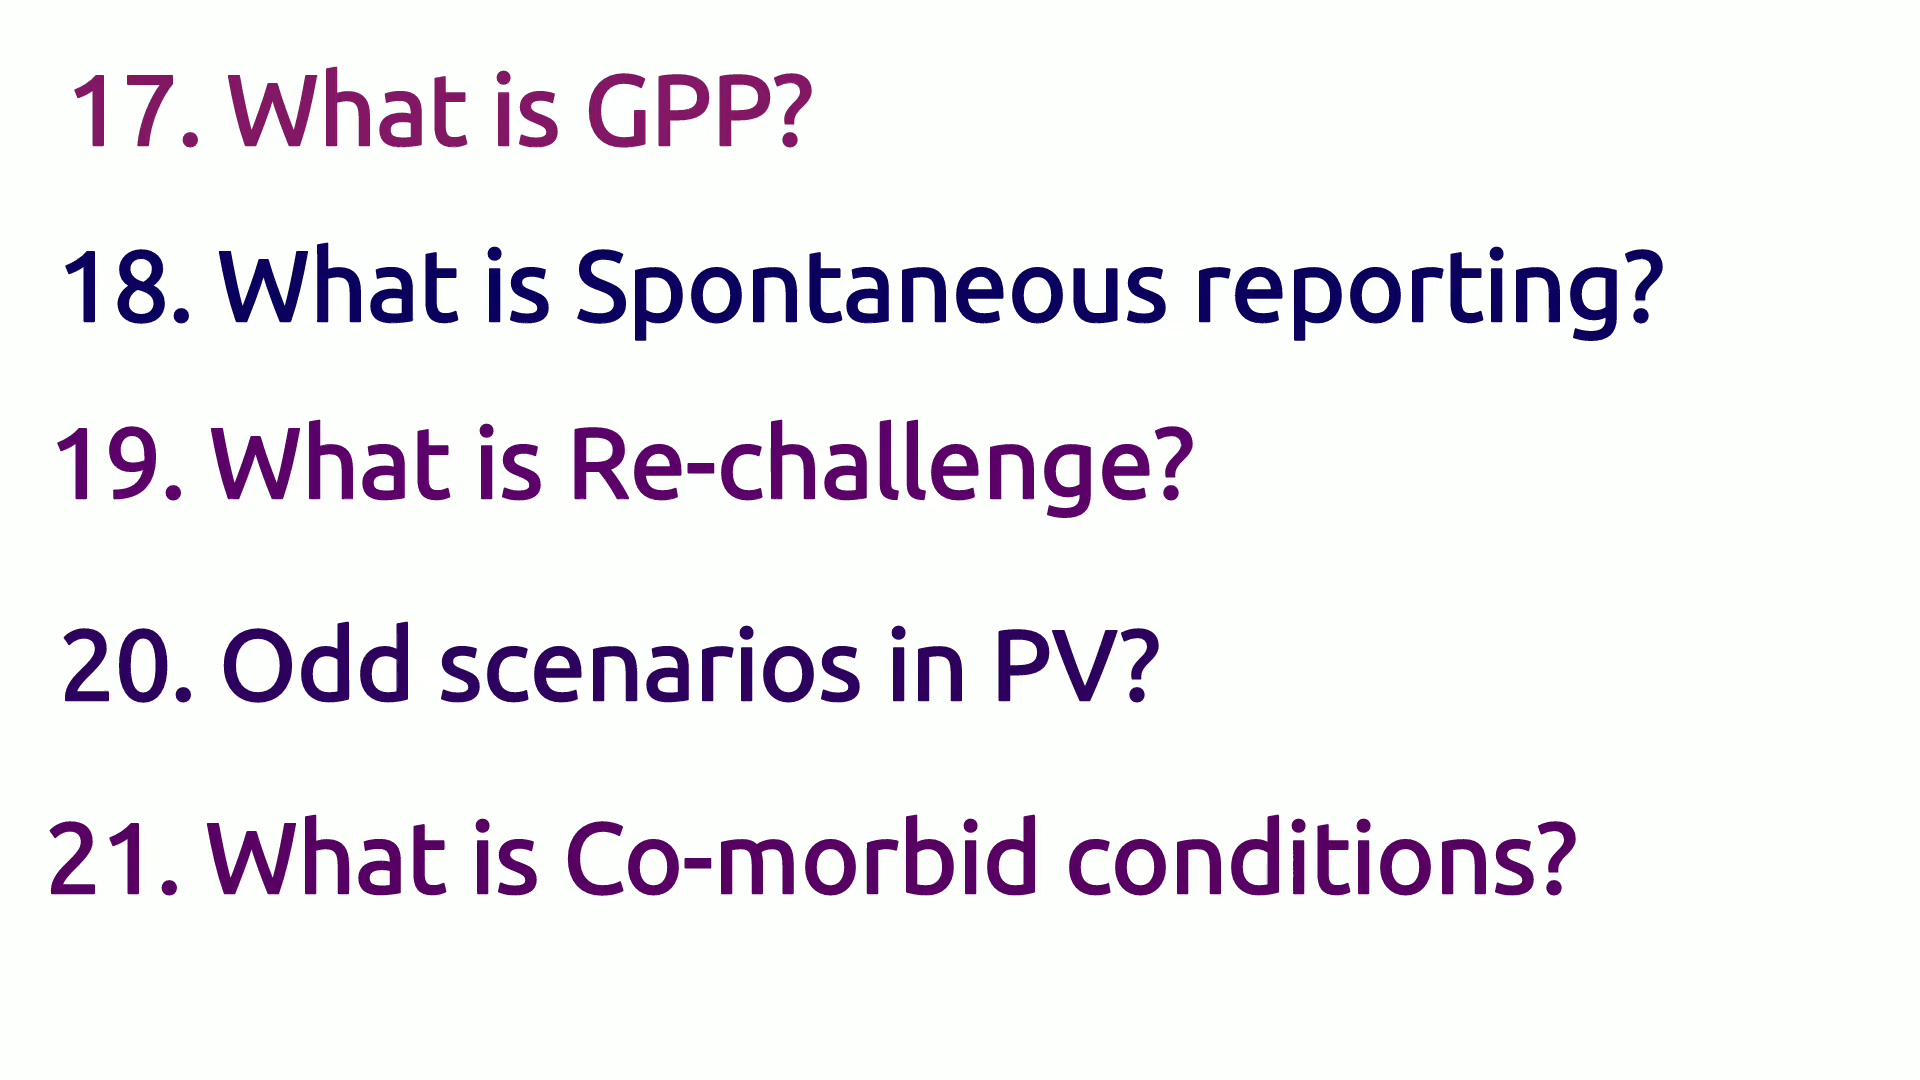 17. What is GPP?
18. What is Spontaneous reporting?
19. What is Re-challenge?
20. Odd scenarios in PV?
21. What is Co-morbid conditions?